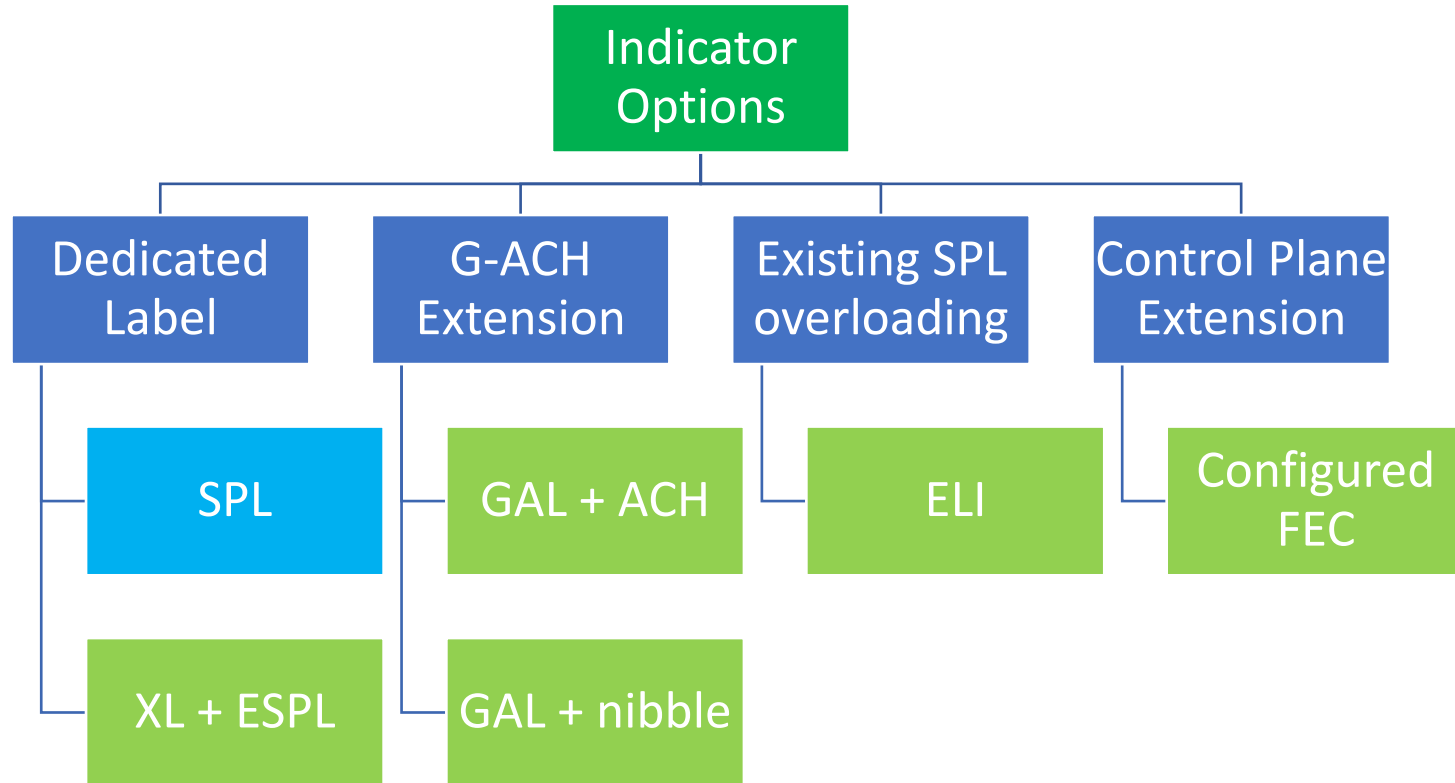 Indicator
Options
Dedicated
Label
G-ACH
Extension
Existing SPL
overloading
Control Plane
Extension
SPL
GAL + ACH
ELI
Configured
FEC
XL + ESPL
GAL + nibble